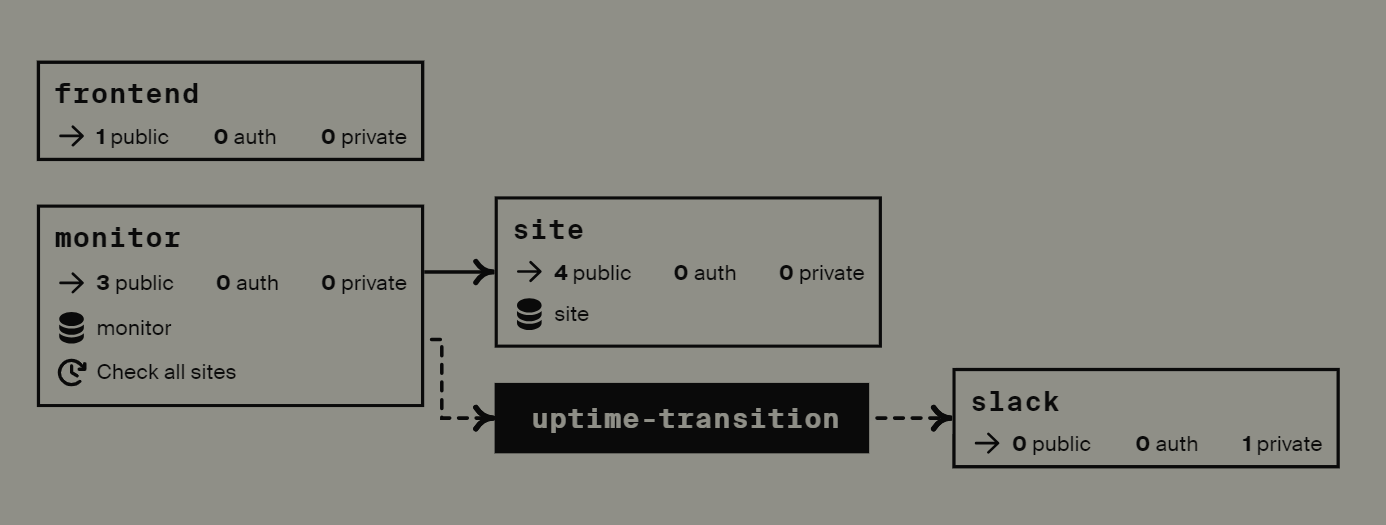 frontend
1 public 0 auth 0 private
monitor
3 public 0 auth 0 private
monitor
Check all sites
site
4 public 0 auth 0 private
site
uptime-transition
slack
0 public 0 auth 1 private